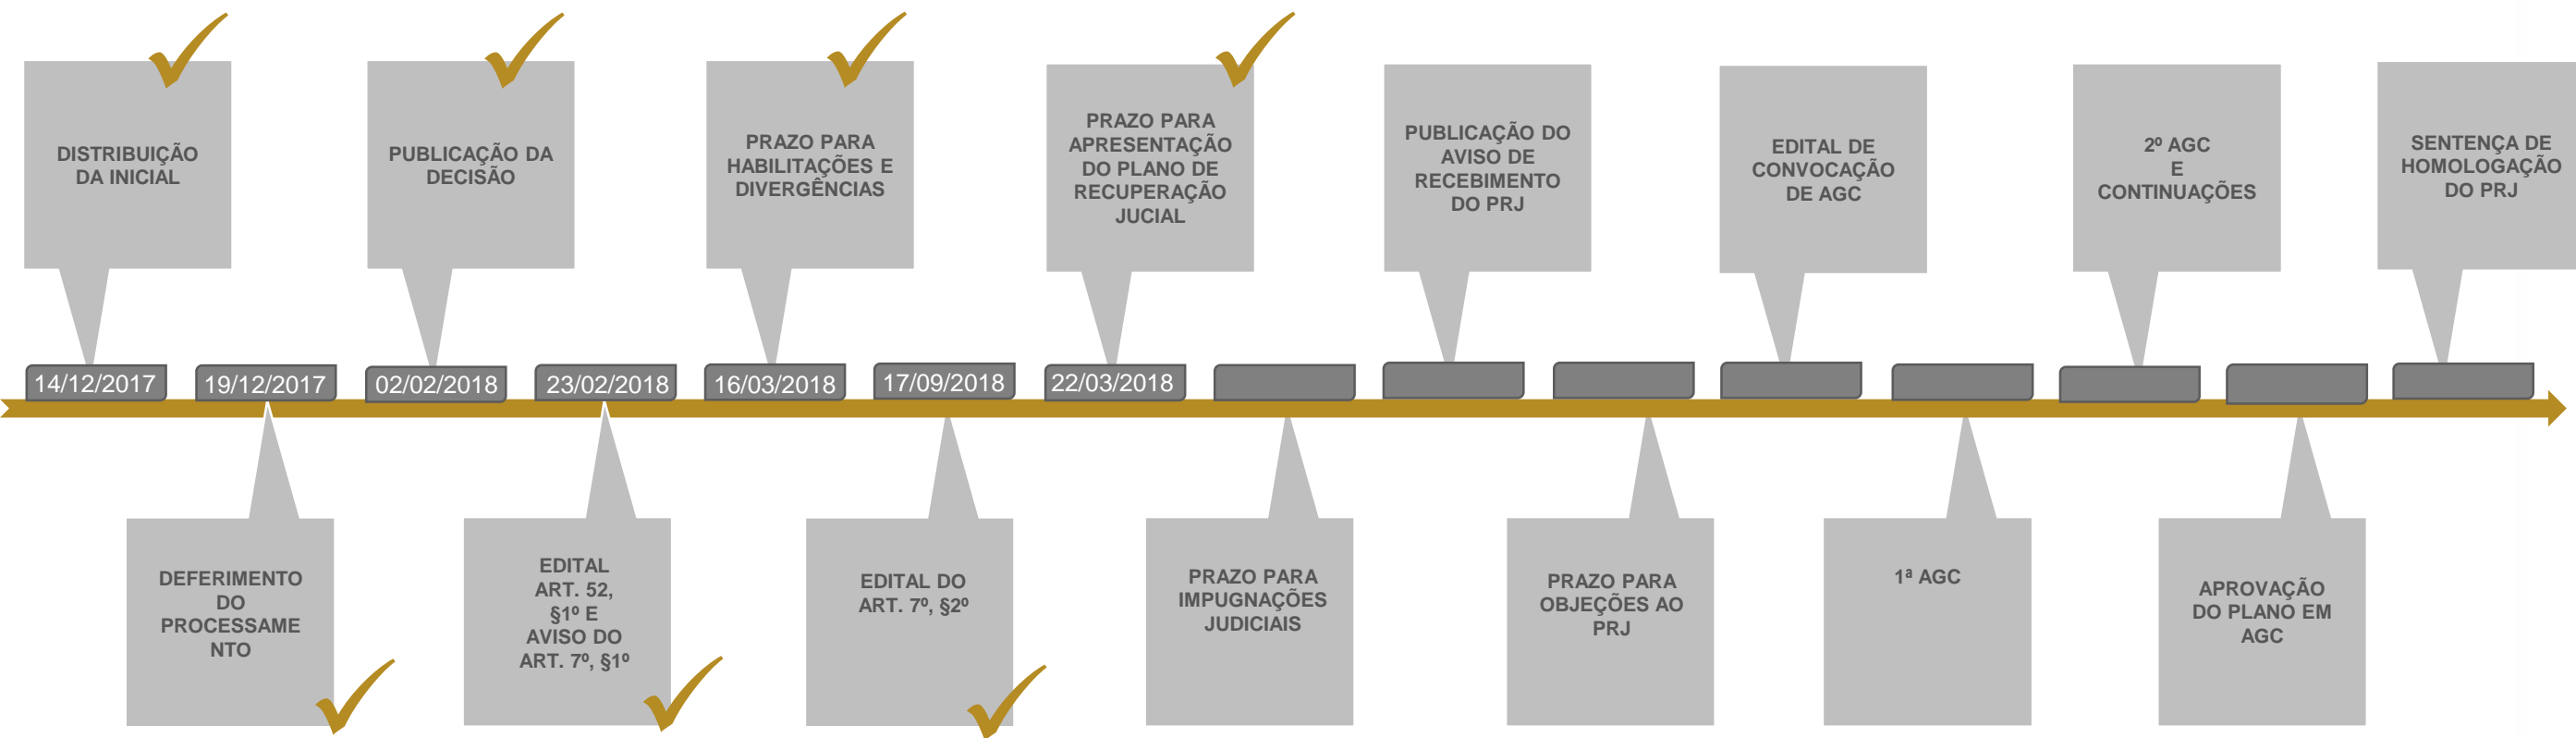 DISTRIBUIÇÃO
DA INICIAL
PUBLICAÇÃO DA
DECISÃO
PRAZO PARA
HABILITAÇÕES E
DIVERGÊNCIAS
PRAZO PARA
APRESENTAÇÃO
DO PLANO DE
RECUPERAÇÃO
JUCIAL
PUBLICAÇÃO DO
AVISO DE
RECEBIMENTO
DO PRJ
EDITAL DE
CONVOCAÇÃO
DE AGC
2º AGC
E
CONTINUAÇÕES
SENTENÇA DE
HOMOLOGAÇÃO
DO PRJ
14/12/2017
19/12/2017
02/02/2018
23/02/2018
16/03/2018
17/09/2018
22/03/2018
DEFERIMENTO
DO
PROCESSAME
NTO
EDITAL
ART. 52,
§1º E
AVISO DO
ART. 7º, §1º
EDITAL DO
ART. 7º, §2º
PRAZO PARA
IMPUGNAÇÕES
JUDICIAIS
PRAZO PARA
OBJEÇÕES AO
PRJ
1ª AGC
APROVAÇÃO
DO PLANO EM
AGC